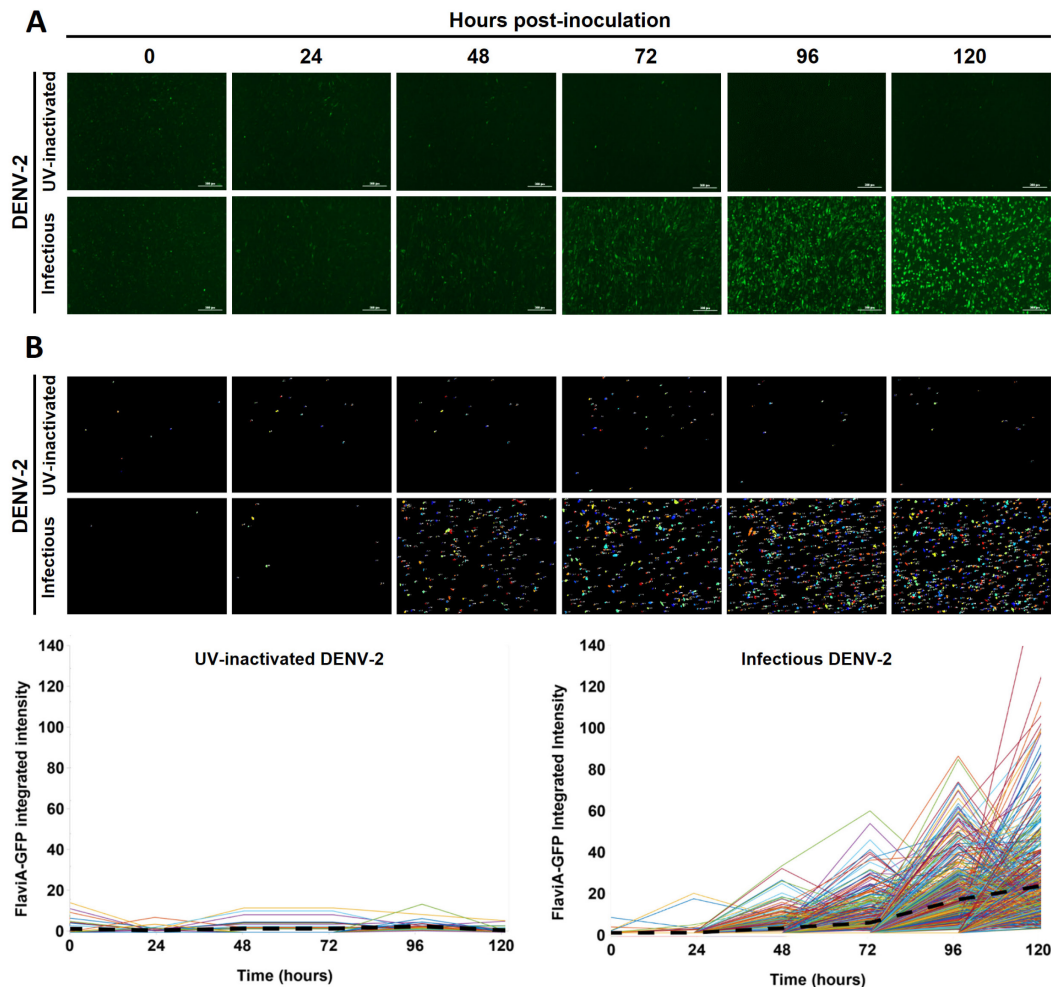 A
Hours post-inoculation
0 24 48 72 96 120
DENV-2
UV-inactivated
Infectious
B
DENV-2
UV-inactivated
Infectious
UV-inactivated DENV-2
FlaviA-GFP integrated intensity
140
120
100
80
60
40
20
0
0 24 48 72 96 120
Time (hours)
Infectious DENV-2
FlaviA-GFP Integrated Intensity
140
120
100
80
60
40
20
0
0 24 48 72 96 120
Time (hours)